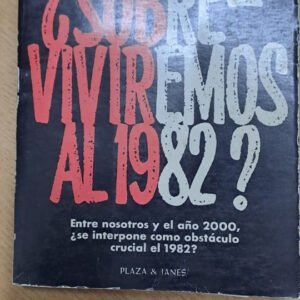 ¿SOBRE-
VIVIREMOS
AL 1982?
Entre nosotros y el año 2000,
¿se interpone como obstáculo
crucial el 1982?
PLAZA & JANES